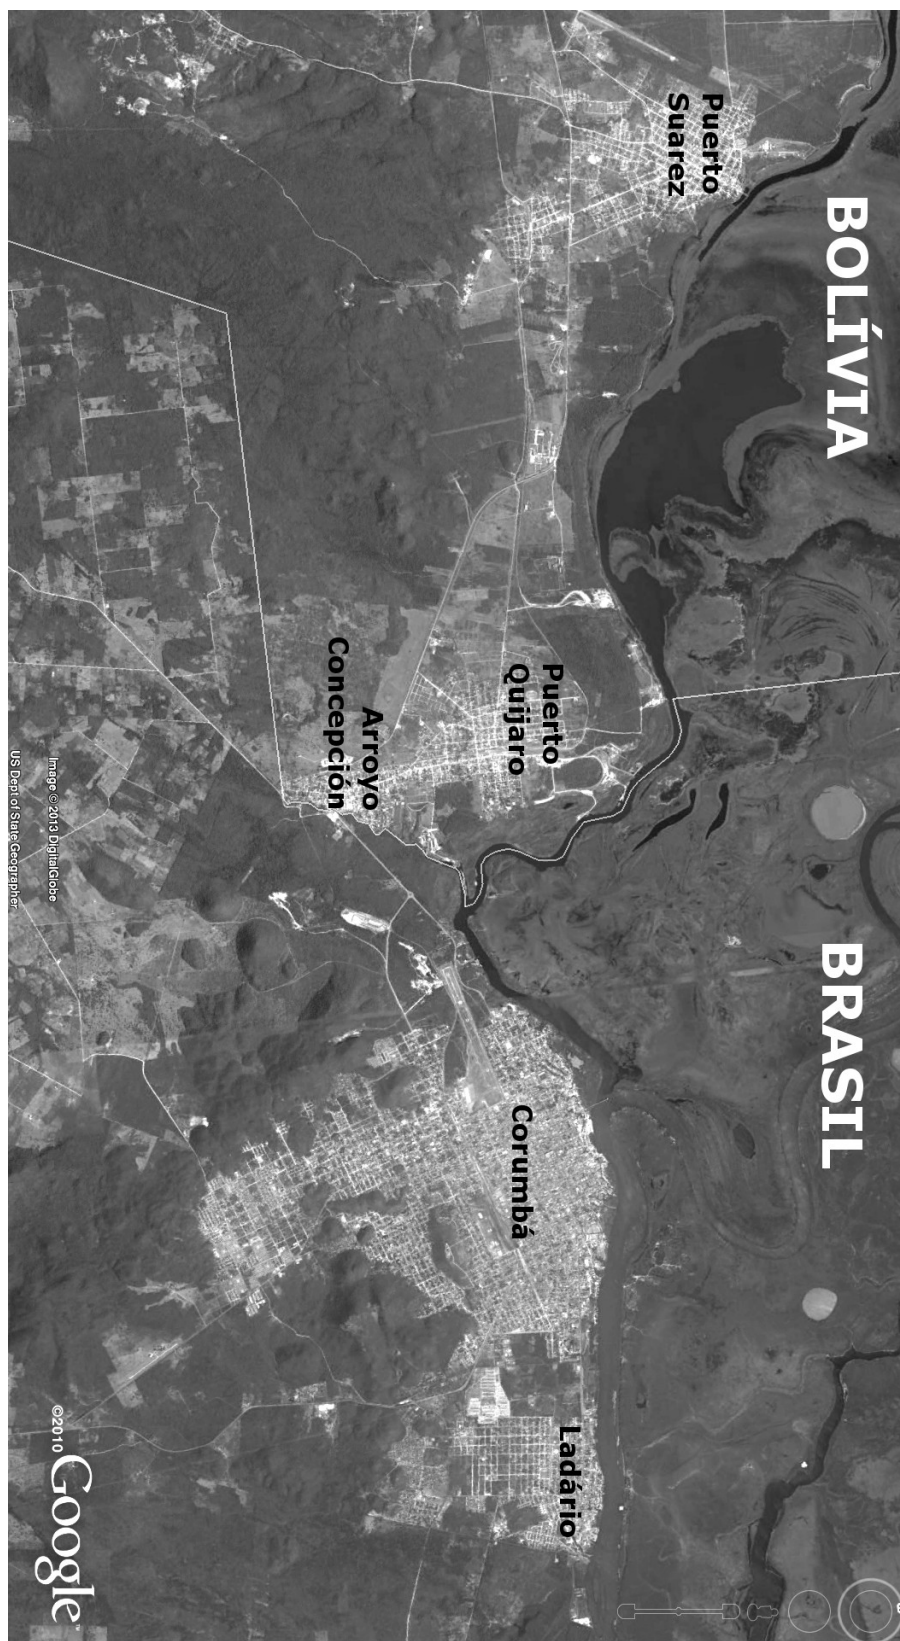 BOLÍVIA
BRASIL
Puerto
Suarez
Puerto
Quijaro
Arroyo
Concepción
Corumbá
Ladário
Image © 2013 DigitalGlobe
US Dept of State Geographer
©2010 Google™